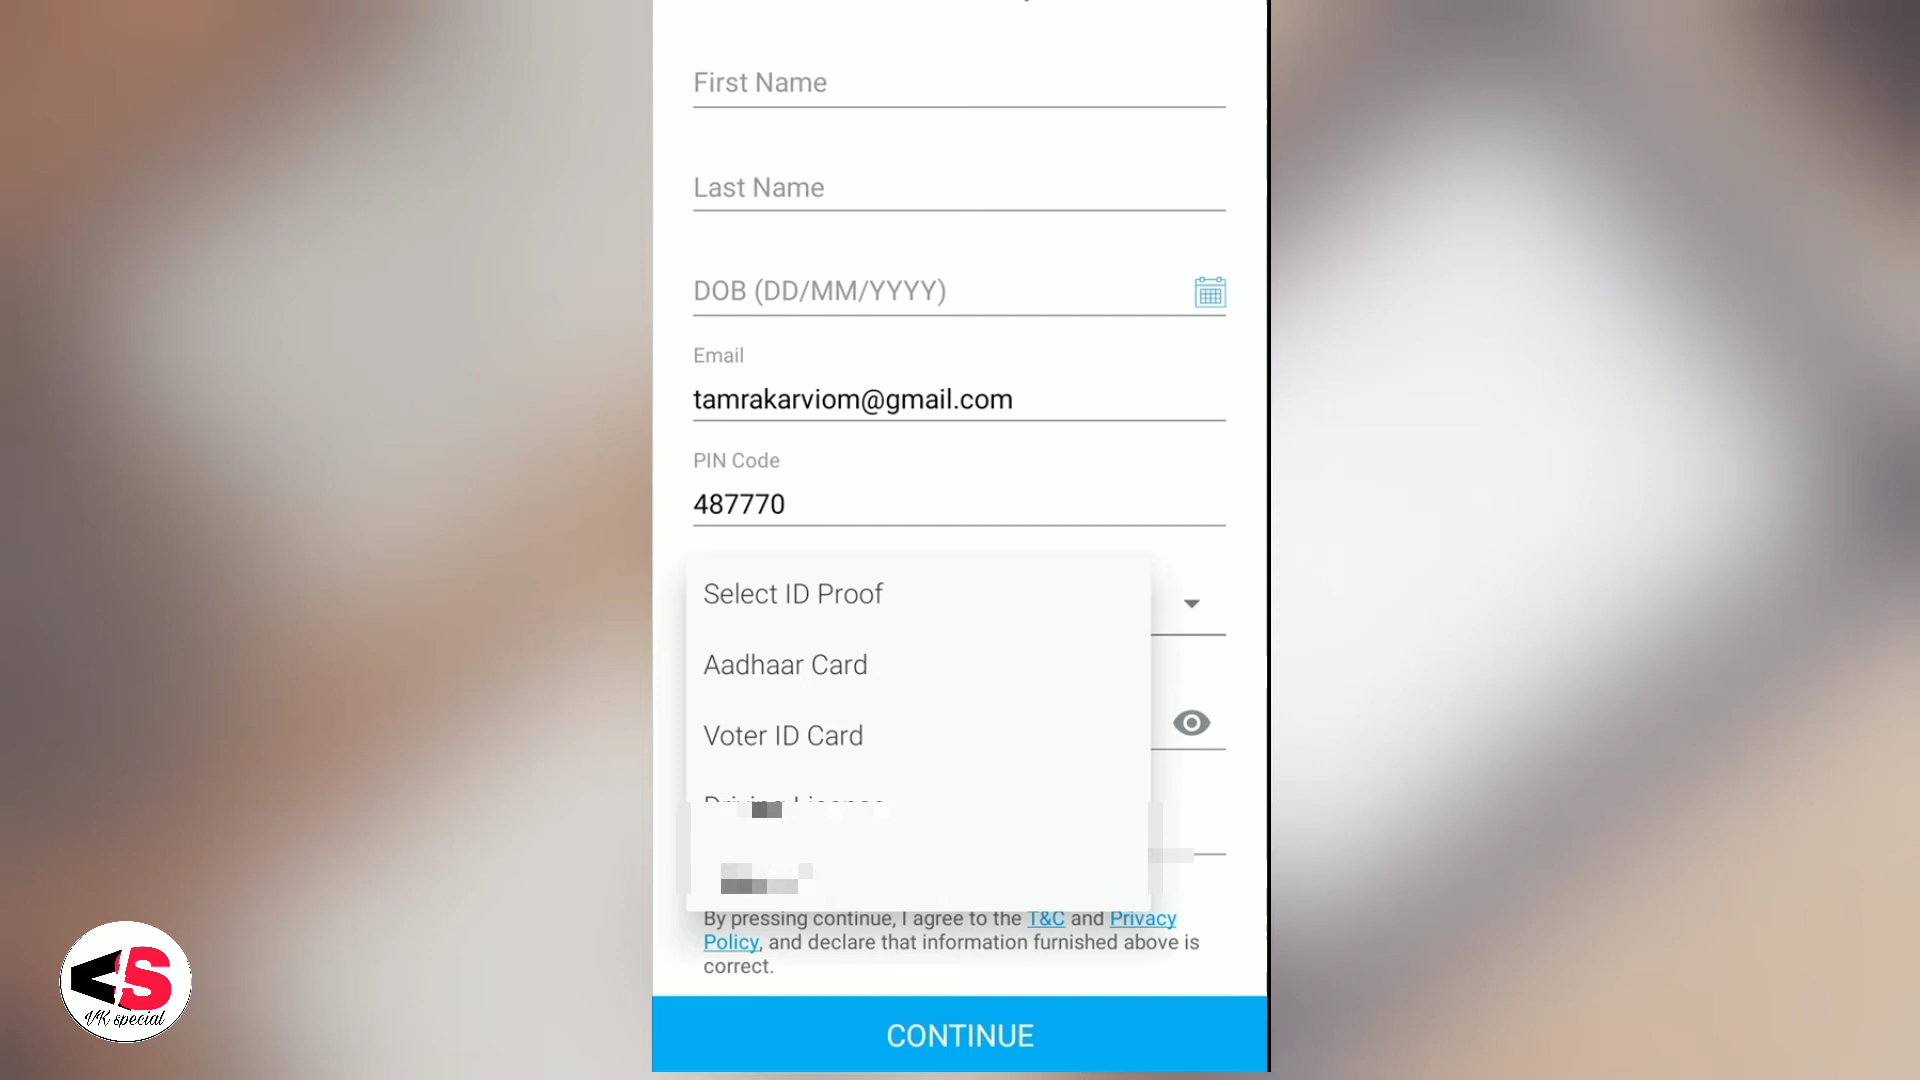 First Name
Last Name
DOB (DD/MM/YYYY)
Email
tamrakarviom@gmail.com
PIN Code
487770
Select ID Proof
Aadhaar Card
Voter ID Card
By pressing continue, I agree to the T&C and Privacy
Policy, and declare that information furnished above is
correct.
CONTINUE
VS
VK special